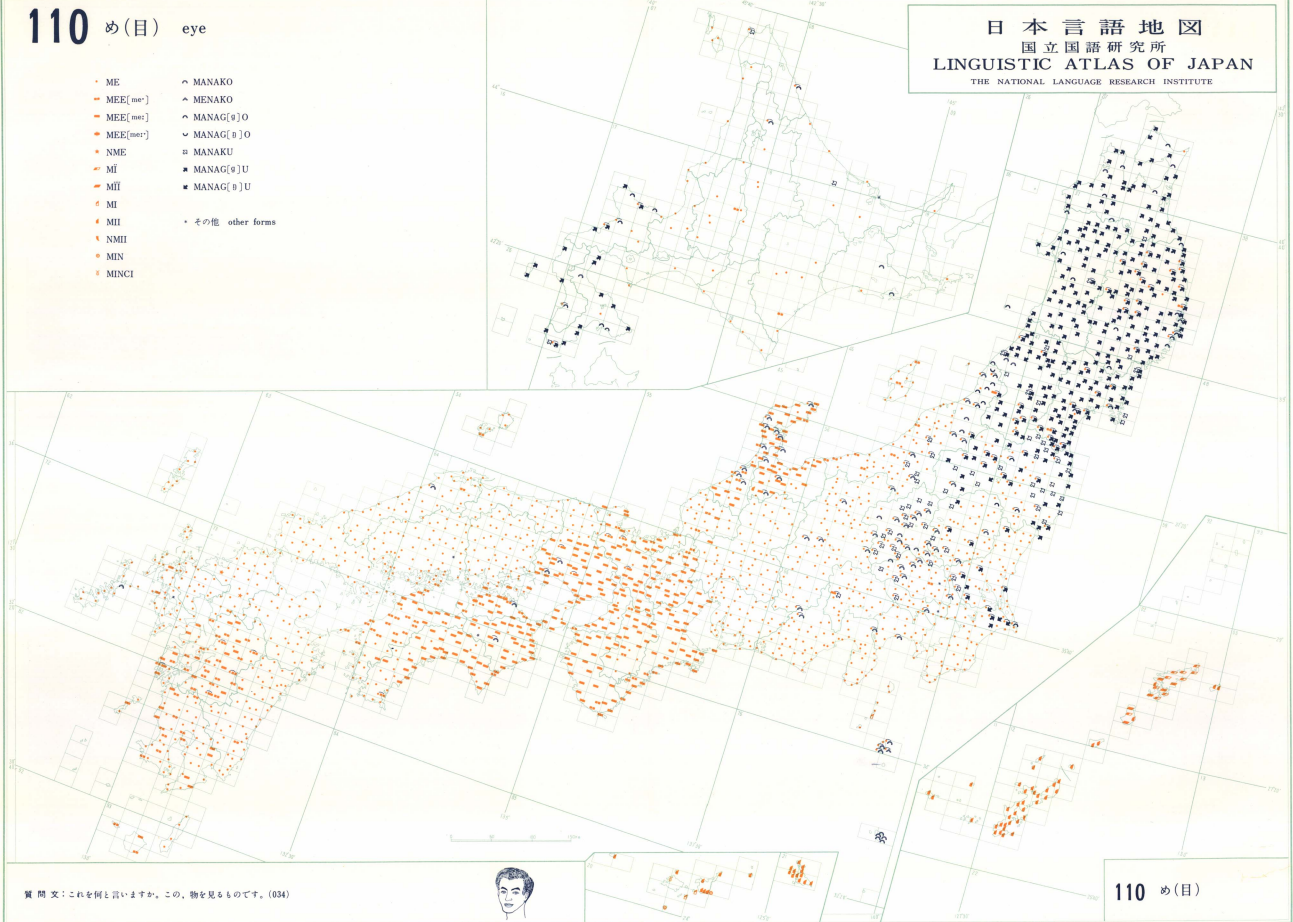 110 め(目) eye
ME
MEE[meˑ]
MEE[meː]
MEE[meːˑ]
NME
MÏ
MÏÏ
MI
MII
NMII
MIN
MINCI
MANAKO
MENAKO
MANAG[g]O
MANAG[ŋ]O
MANAKU
MANAG[g]U
MANAG[ŋ]U
その他 other forms
日本言語地図
国立国語研究所
LINGUISTIC ATLAS OF JAPAN
THE NATIONAL LANGUAGE RESEARCH INSTITUTE
質問文:これを何と言いますか。この、物を見るものです。(034)
110 め(目)